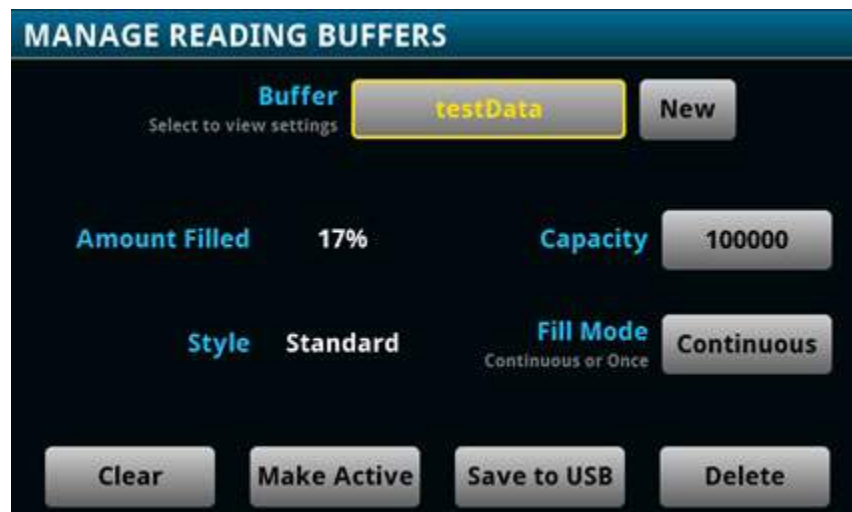 MANAGE READING BUFFERS
Buffer
Select to view settings
testData
New
Amount Filled
17%
Capacity
100000
Style
Standard
Fill Mode
Continuous or Once
Continuous
Clear
Make Active
Save to USB
Delete